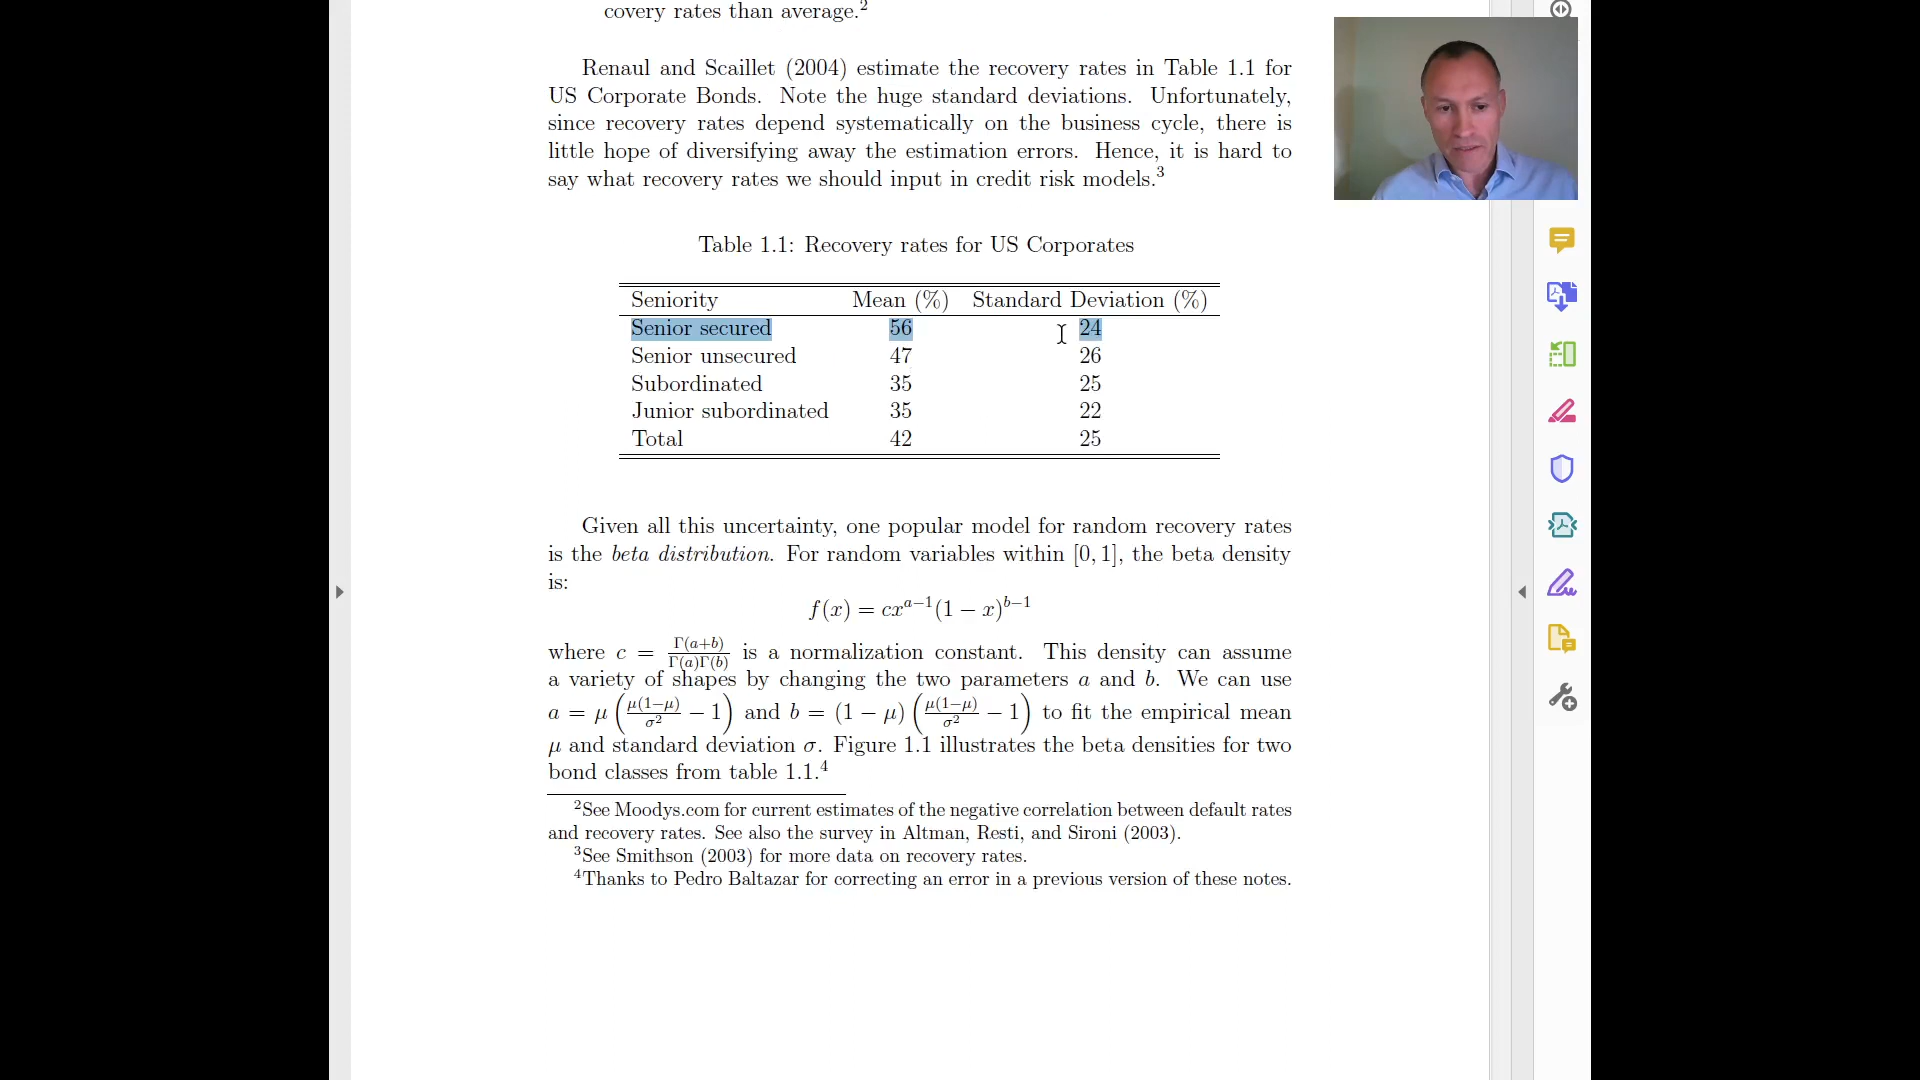 covery rates than average.²
Renaul and Scaillet (2004) estimate the recovery rates in Table 1.1 for
US Corporate Bonds. Note the huge standard deviations. Unfortunately,
since recovery rates depend systematically on the business cycle, there is
little hope of diversifying away the estimation errors. Hence, it is hard to
say what recovery rates we should input in credit risk models.³
Table 1.1: Recovery rates for US Corporates
Seniority Mean (%) Standard Deviation (%)
Senior secured 56 24
Senior unsecured 47 26
Subordinated 35 25
Junior subordinated 35 22
Total 42 25
Given all this uncertainty, one popular model for random recovery rates
is the beta distribution. For random variables within [0, 1], the beta density
is:
f(x) = cx^{a−1}(1 − x)^{b−1}
where c = \frac{Γ(a+b)}{Γ(a)Γ(b)} is a normalization constant. This density can assume
a variety of shapes by changing the two parameters a and b. We can use
a = μ(\frac{μ(1−μ)}{σ²} − 1) and b = (1 − μ)(\frac{μ(1−μ)}{σ²} − 1) to fit the empirical mean
μ and standard deviation σ. Figure 1.1 illustrates the beta densities for two
bond classes from table 1.1.⁴
²See Moodys.com for current estimates of the negative correlation between default rates
and recovery rates. See also the survey in Altman, Resti, and Sironi (2003).
³See Smithson (2003) for more data on recovery rates.
⁴Thanks to Pedro Baltazar for correcting an error in a previous version of these notes.